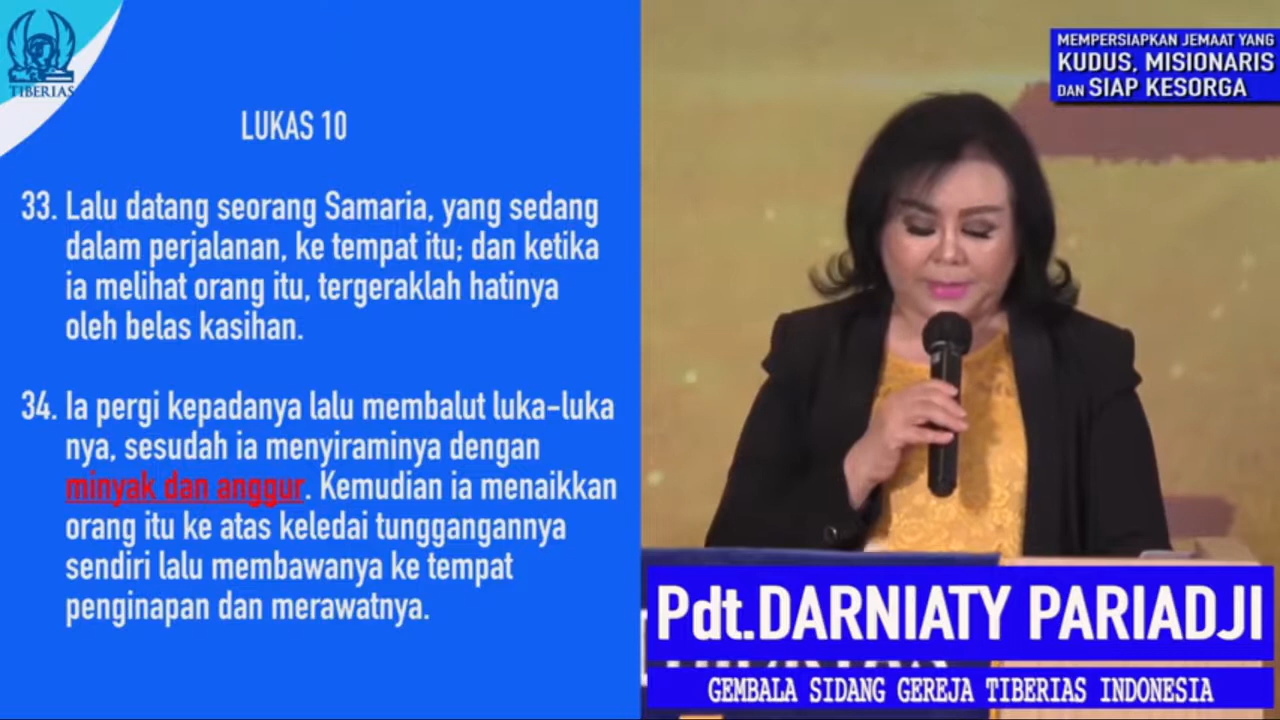 TIBERIAS
LUKAS 10
33. Lalu datang seorang Samaria, yang sedang
dalam perjalanan, ke tempat itu; dan ketika
ia melihat orang itu, tergeraklah hatinya
oleh belas kasihan.
34. Ia pergi kepadanya lalu membalut luka-luka
nya, sesudah ia menyiraminya dengan
minyak dan anggur. Kemudian ia menaikkan
orang itu ke atas keledai tunggangannya
sendiri lalu membawanya ke tempat
penginapan dan merawatnya.
MEMPERSIAPKAN JEMAAT YANG
KUDUS, MISIONARIS
DAN SIAP KESORGA
Pdt.DARNIATY PARIADJI
GEMBALA SIDANG GEREJA TIBERIAS INDONESIA